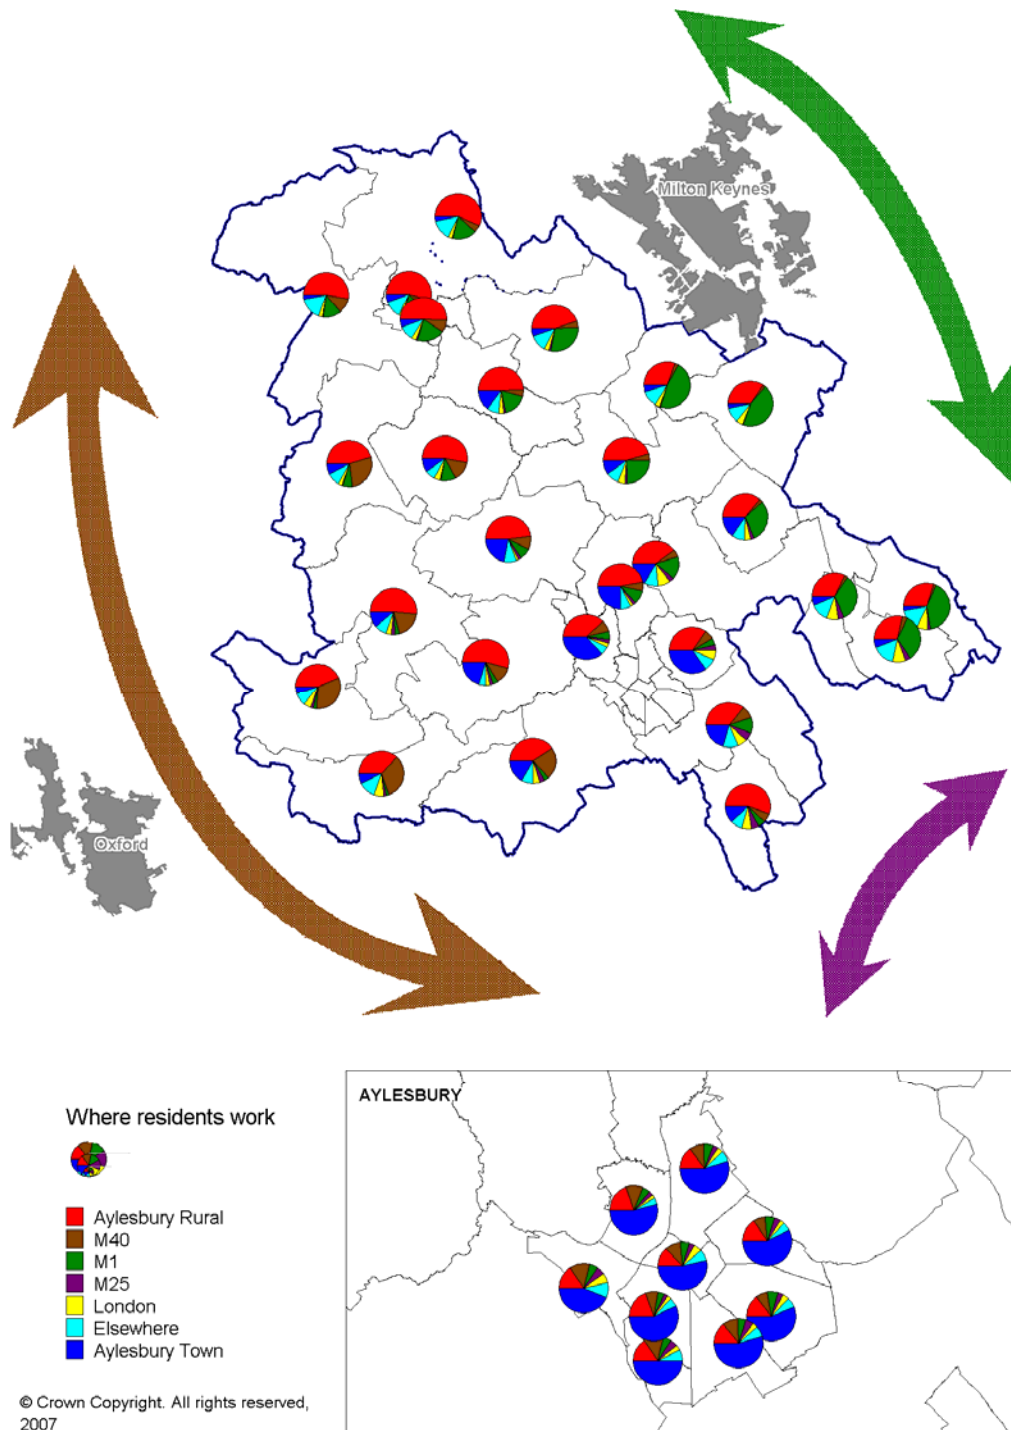 Milton Keynes
Oxford
AYLESBURY
Where residents work
Aylesbury Rural
M40
M1
M25
London
Elsewhere
Aylesbury Town
© Crown Copyright. All rights reserved,
2007